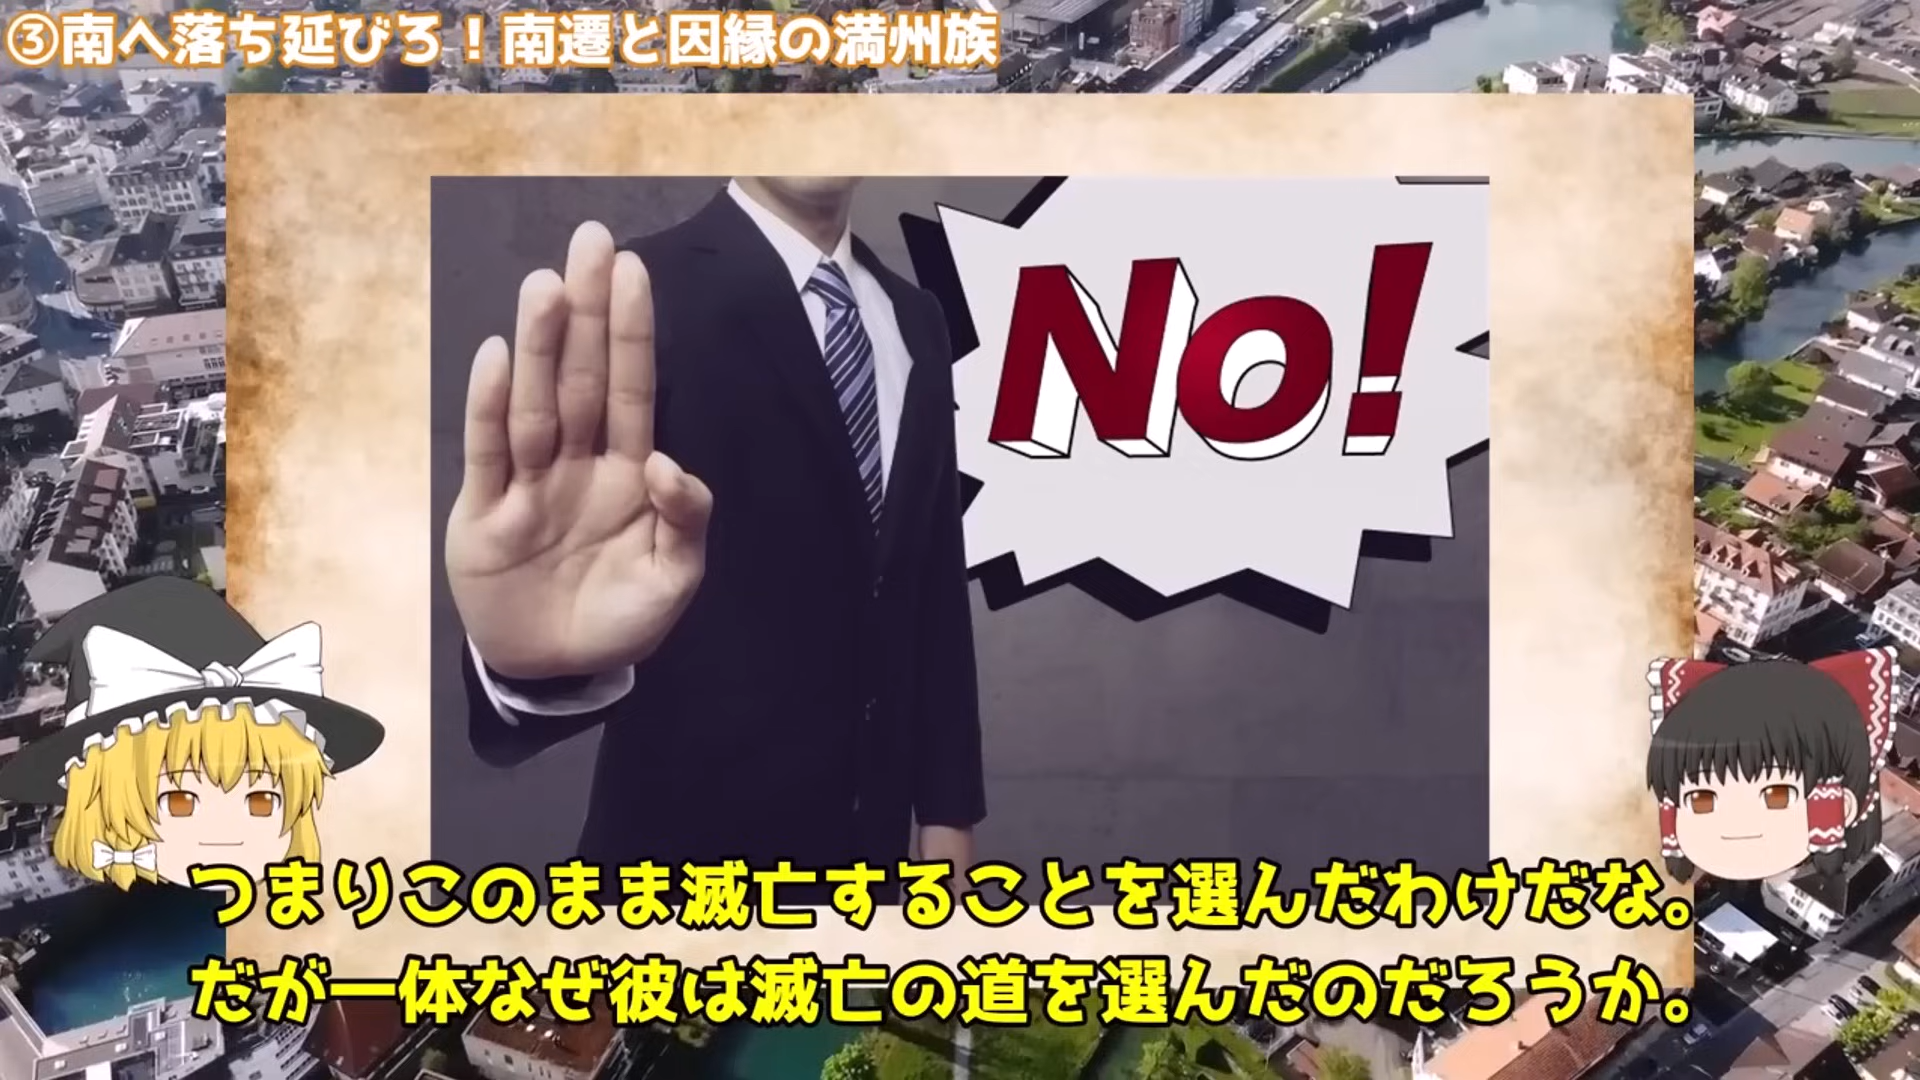 ③南へ落ち延びろ！南遷と因縁の満州族
No!
つまりこのまま滅亡することを選んだわけだな。
だが一体なぜ彼は滅亡の道を選んだのだろうか。